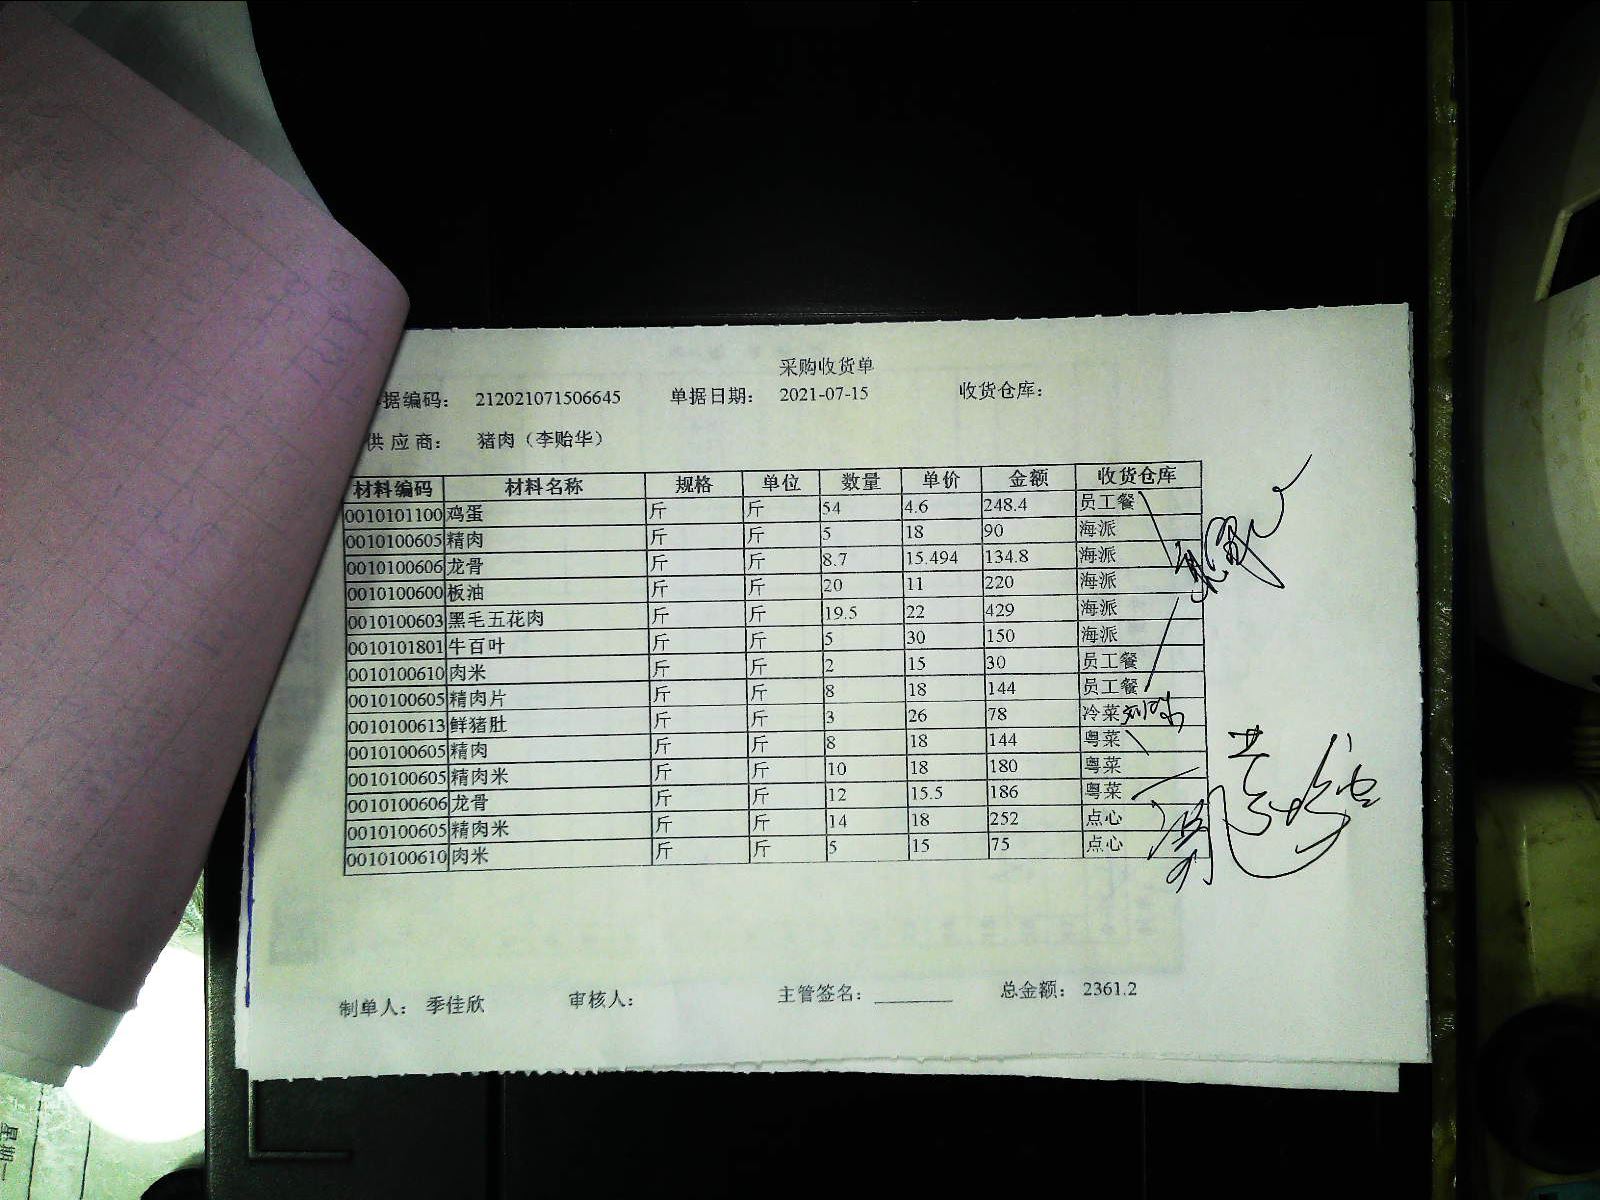 采购收货单
据编码： 212021071506645 单据日期： 2021-07-15 收货仓库：
供应商： 猪肉（李贻华）
材料编码 材料名称 规格 单位 数量 单价 金额 收货仓库
0010101100 鸡蛋 斤 斤 54 4.6 248.4 员工餐
0010100605 精肉 斤 斤 5 18 90 海派
0010100606 龙骨 斤 斤 8.7 15.494 134.8 海派
0010100600 板油 斤 斤 20 11 220 海派
0010100603 黑毛五花肉 斤 斤 19.5 22 429 海派
0010101801 牛百叶 斤 斤 5 30 150 海派
0010100610 肉米 斤 斤 2 15 30 员工餐
0010100605 精肉片 斤 斤 8 18 144 员工餐
0010100613 鲜猪肚 斤 斤 3 26 78 冷菜
0010100605 精肉 斤 斤 8 18 144 粤菜
0010100605 精肉米 斤 斤 10 18 180 粤菜
0010100606 龙骨 斤 斤 12 15.5 186 粤菜
0010100605 精肉米 斤 斤 14 18 252 点心
0010100610 肉米 斤 斤 5 15 75 点心
制单人： 季佳欣 审核人： 主管签名： 总金额： 2361.2